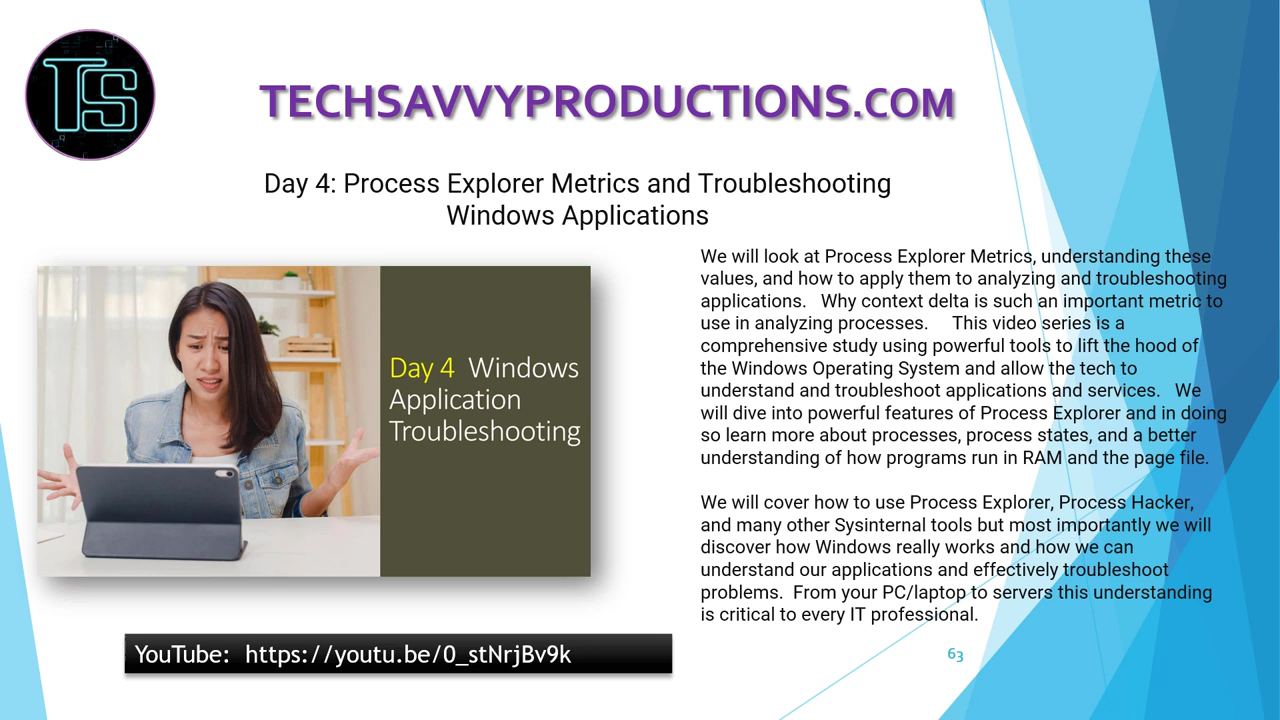 TS
TECHSAVVYPRODUCTIONS.COM
Day 4: Process Explorer Metrics and Troubleshooting
Windows Applications
Day 4 Windows
Application
Troubleshooting
We will look at Process Explorer Metrics, understanding these
values, and how to apply them to analyzing and troubleshooting
applications. Why context delta is such an important metric to
use in analyzing processes. This video series is a
comprehensive study using powerful tools to lift the hood of
the Windows Operating System and allow the tech to
understand and troubleshoot applications and services. We
will dive into powerful features of Process Explorer and in doing
so learn more about processes, process states, and a better
understanding of how programs run in RAM and the page file.
We will cover how to use Process Explorer, Process Hacker,
and many other Sysinternal tools but most importantly we will
discover how Windows really works and how we can
understand our applications and effectively troubleshoot
problems. From your PC/laptop to servers this understanding
is critical to every IT professional.
YouTube: https://youtu.be/0_stNrjBv9k
63